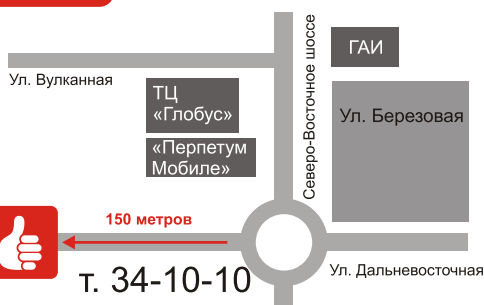 ГАИ
Ул. Вулканная
ТЦ
«Глобус»
«Перпетум
Мобиле»
Северо-Восточное шоссе
Ул. Березовая
150 метров
т. 34-10-10
Ул. Дальневосточная